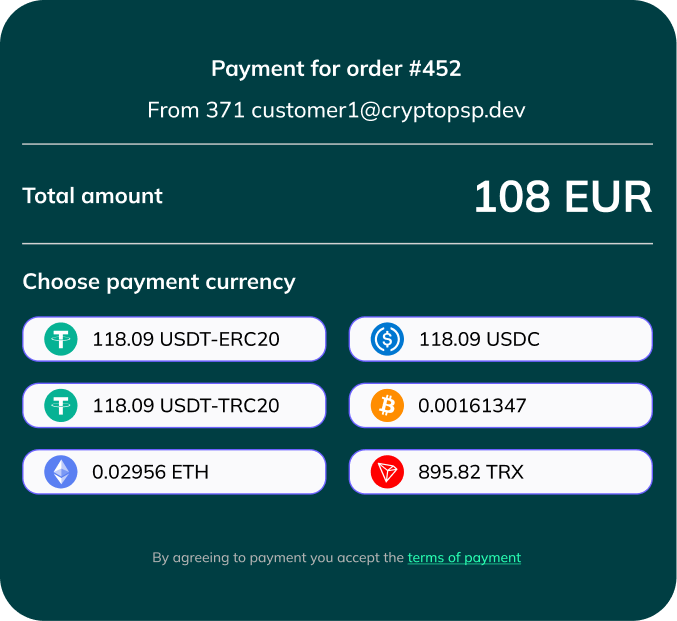 Payment for order #452
From 371 customer1@cryptopsp.dev
Total amount
108 EUR
Choose payment currency
118.09 USDT-ERC20
118.09 USDC
118.09 USDT-TRC20
0.00161347
0.02956 ETH
895.82 TRX
By agreeing to payment you accept the terms of payment